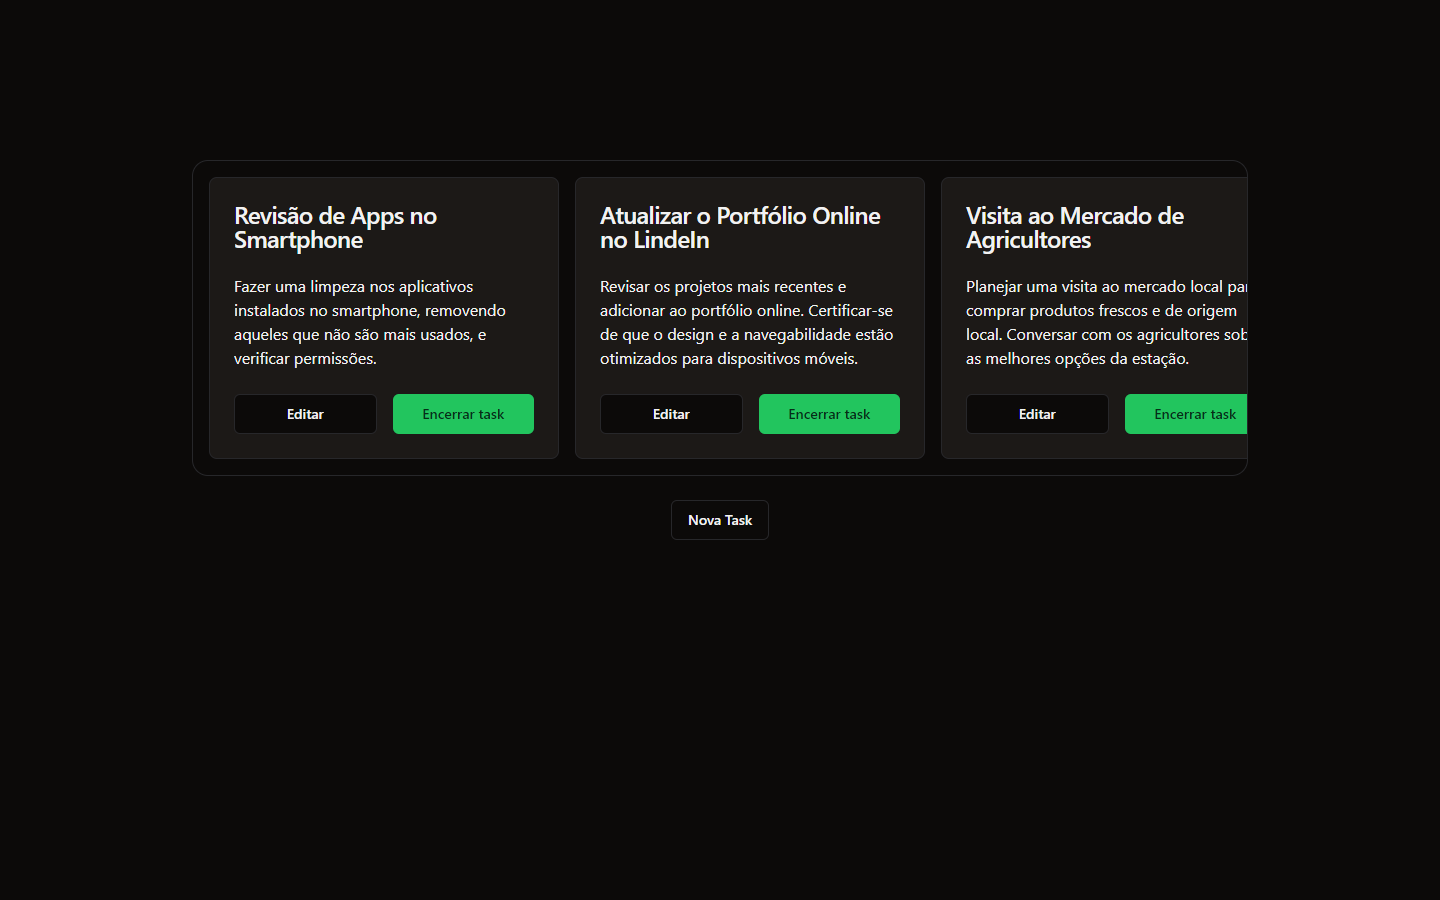 Revisão de Apps no
Smartphone
Fazer uma limpeza nos aplicativos
instalados no smartphone, removendo
aqueles que não são mais usados, e
verificar permissões.
Editar
Encerrar task
Atualizar o Portfólio Online
no LindeIn
Revisar os projetos mais recentes e
adicionar ao portfólio online. Certificar-se
de que o design e a navegabilidade estão
otimizados para dispositivos móveis.
Editar
Encerrar task
Visita ao Mercado de
Agricultores
Planejar uma visita ao mercado local
comprar produtos frescos e de origem
local. Conversar com os agricultores
as melhores opções da estação.
Editar
Encerrar task
Nova Task